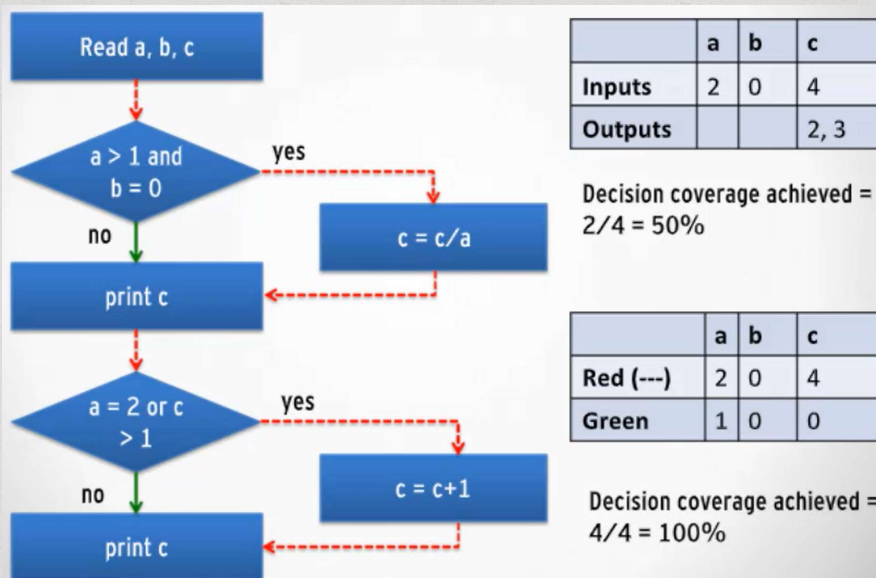 Read a, b, c
a > 1 and
b = 0
yes
no
c = c/a
print c
a = 2 or c
> 1
yes
no
c = c+1
print c
a b c
Inputs 2 0 4
Outputs 2, 3
Decision coverage achieved =
2/4 = 50%
a b c
Red (---) 2 0 4
Green 1 0 0
Decision coverage achieved =
4/4 = 100%